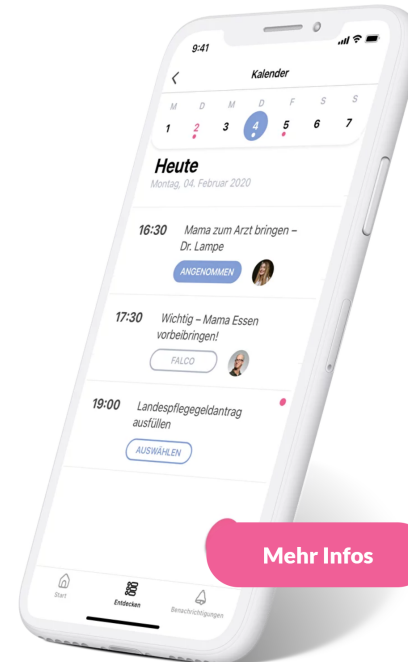 9:41
Kalender
M D M D F S S
1 2 3 4 5 6 7
Heute
Montag, 04. Februar 2020
16:30 Mama zum Arzt bringen –
Dr. Lampe
ANGENOMMEN
17:30 Wichtig – Mama Essen
vorbeibringen!
FALCO
19:00 Landespflegegeldantrag
ausfüllen
AUSWÄHLEN
Mehr Infos
Start Entdecken Benachrichtigungen